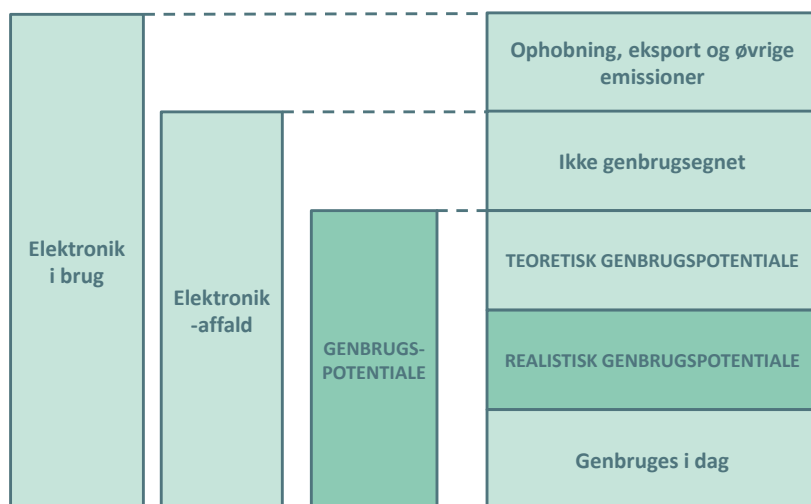 Elektronik
i brug
Elektronik
-affald
GENBRUGS-
POTENTIALE
Ophobning, eksport og øvrige
emissioner
Ikke genbrugsegnet
TEORETISK GENBRUGSPOTENTIALE
REALISTISK GENBRUGSPOTENTIALE
Genbruges i dag